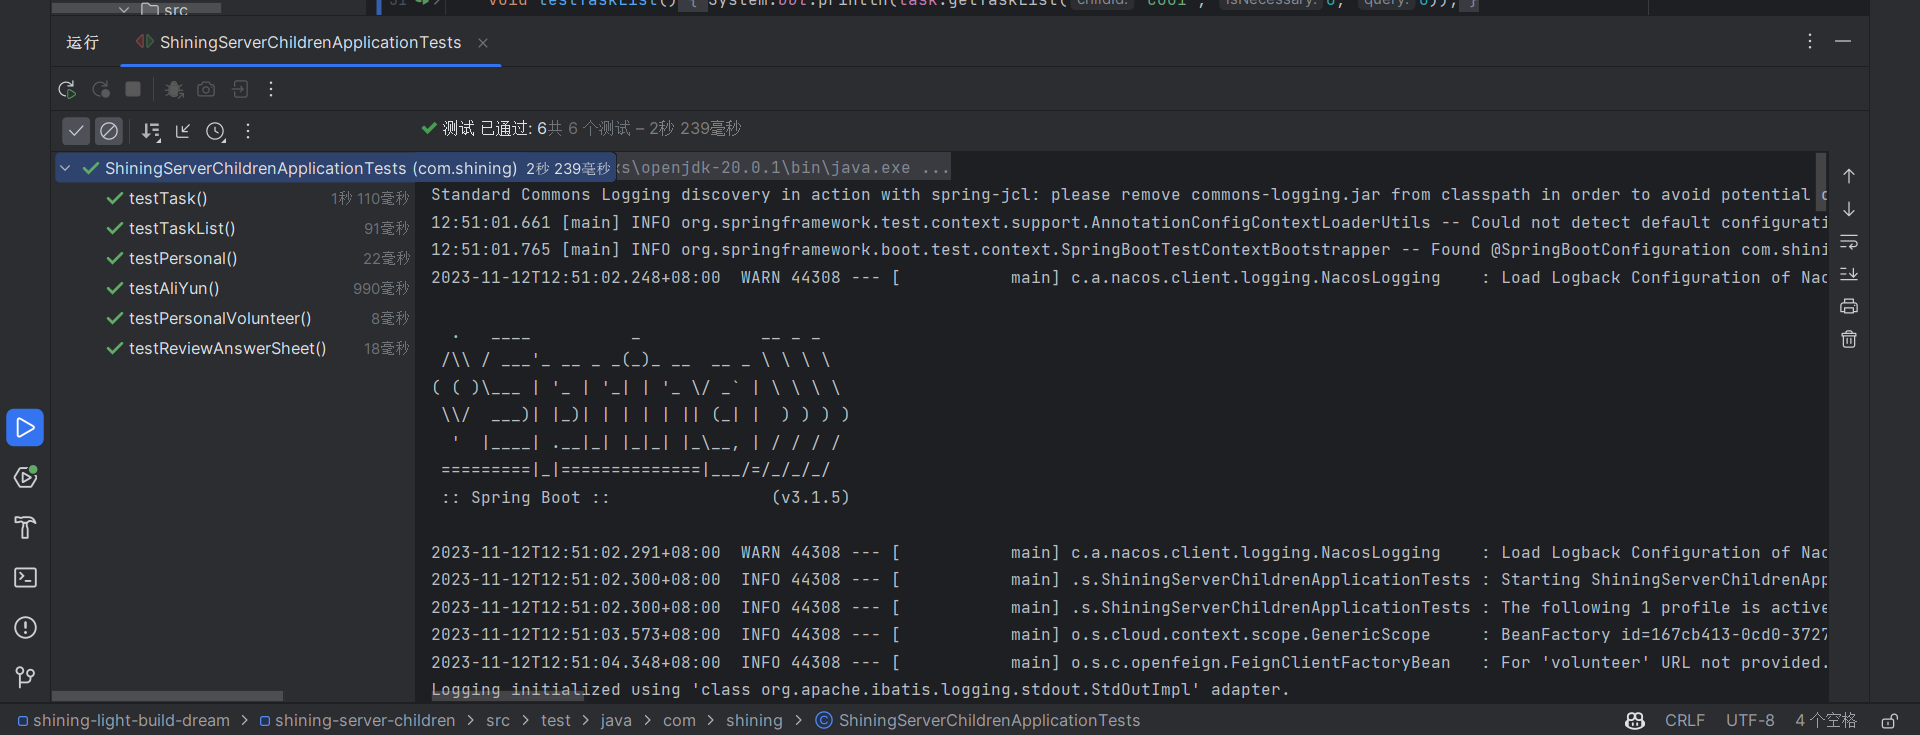 src
void testTaskList() { System.out.println(task.getTaskList( childId: "cool", isNecessary: 0, query: 0)); }
运行 ShiningServerChildrenApplicationTests
测试 已通过: 6共 6 个测试 – 2秒 239毫秒
ShiningServerChildrenApplicationTests (com.shining) 2秒 239毫秒
ks\openjdk-20.0.1\bin\java.exe ...
testTask() 1秒 110毫秒
testTaskList() 91毫秒
testPersonal() 22毫秒
testAliYun() 990毫秒
testPersonalVolunteer() 8毫秒
testReviewAnswerSheet() 18毫秒
Standard Commons Logging discovery in action with spring-jcl: please remove commons-logging.jar from classpath in order to avoid potential c
12:51:01.661 [main] INFO org.springframework.test.context.support.AnnotationConfigContextLoaderUtils -- Could not detect default configurati
12:51:01.765 [main] INFO org.springframework.boot.test.context.SpringBootTestContextBootstrapper -- Found @SpringBootConfiguration com.shini
2023-11-12T12:51:02.248+08:00  WARN 44308 --- [           main] c.a.nacos.client.logging.NacosLogging    : Load Logback Configuration of Nac
:: Spring Boot ::                (v3.1.5)
2023-11-12T12:51:02.291+08:00  WARN 44308 --- [           main] c.a.nacos.client.logging.NacosLogging    : Load Logback Configuration of Nac
2023-11-12T12:51:02.300+08:00  INFO 44308 --- [           main] .s.ShiningServerChildrenApplicationTests : Starting ShiningServerChildrenApp
2023-11-12T12:51:02.300+08:00  INFO 44308 --- [           main] .s.ShiningServerChildrenApplicationTests : The following 1 profile is active
2023-11-12T12:51:03.573+08:00  INFO 44308 --- [           main] o.s.cloud.context.scope.GenericScope     : BeanFactory id=167cb413-0cd0-3727
2023-11-12T12:51:04.348+08:00  INFO 44308 --- [           main] o.s.c.openfeign.FeignClientFactoryBean   : For 'volunteer' URL not provided.
Logging initialized using 'class org.apache.ibatis.logging.stdout.StdOutImpl' adapter.
shining-light-build-dream > shining-server-children > src > test > java > com > shining > ShiningServerChildrenApplicationTests
CRLF UTF-8 4 个空格